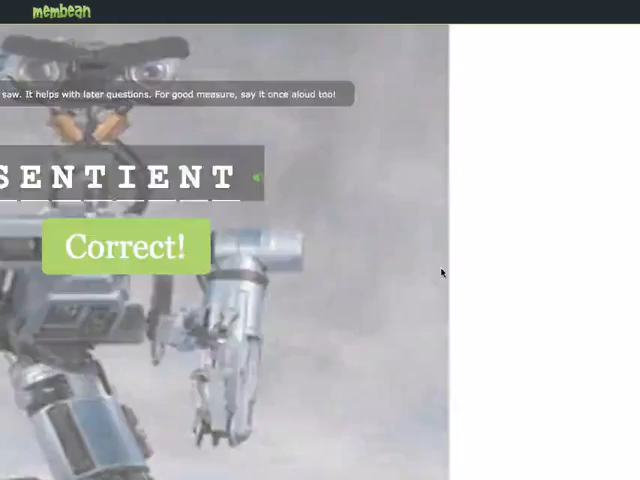 membean
saw. It helps with later questions. For good measure, say it once aloud too!
SENTIENT
Correct!